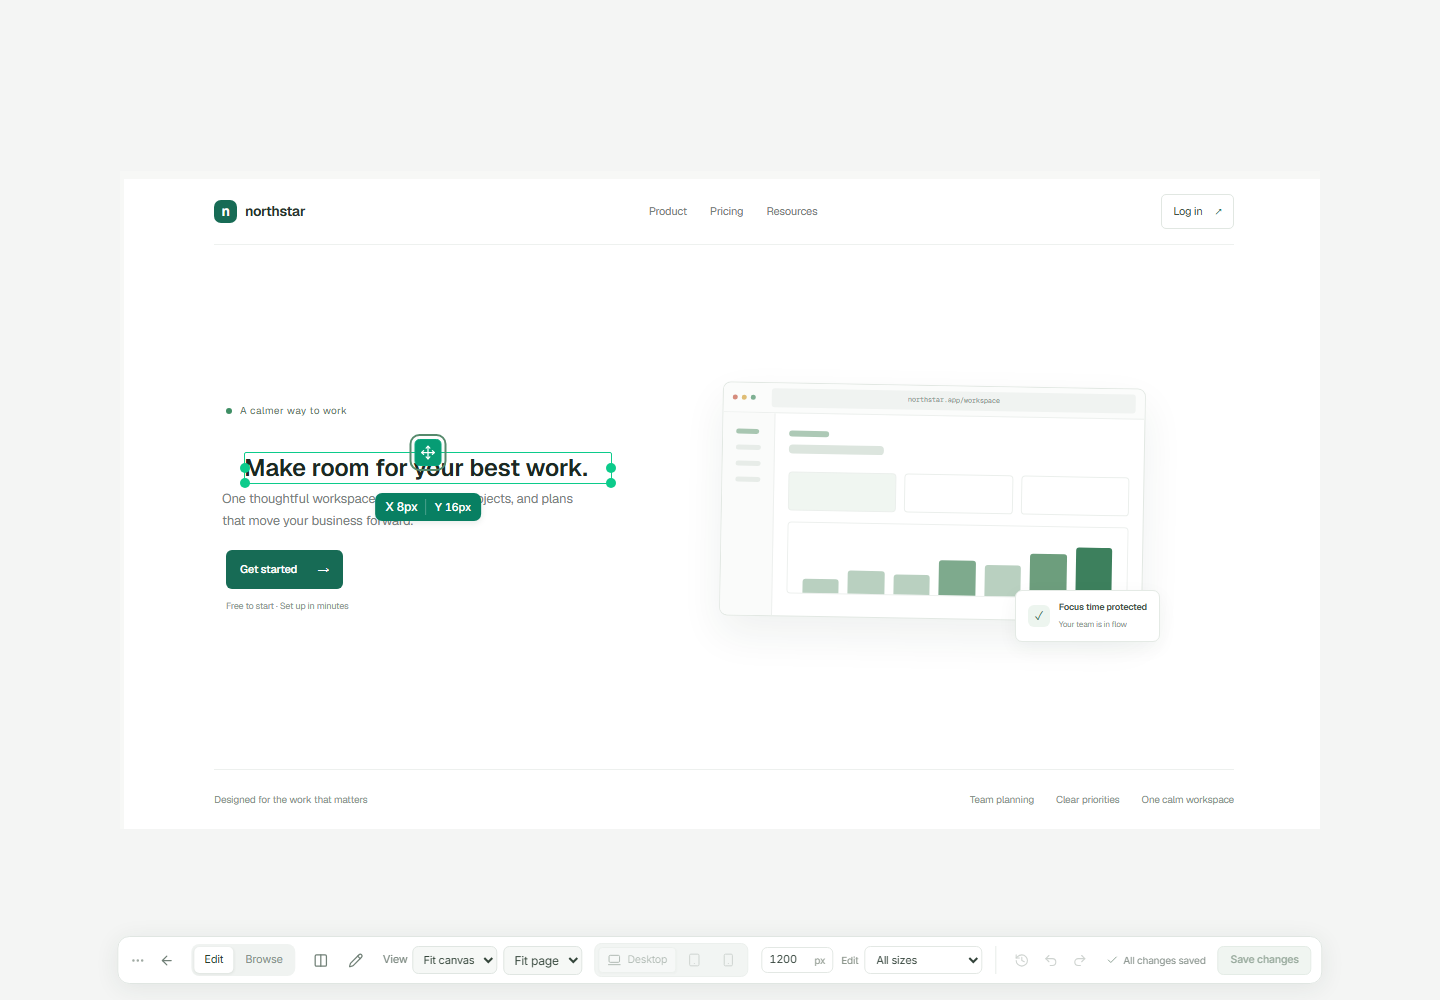 n northstar
Product Pricing Resources
Log in ↗
A calmer way to work
Make room for your best work.
One thoughtful workspace ojects, and plans
that move your business forward.
X 8px Y 16px
Get started →
Free to start · Set up in minutes
northstar.app/workspace
Focus time protected
Your team is in flow
Designed for the work that matters
Team planning Clear priorities One calm workspace
Edit Browse
View Fit canvas Fit page
Desktop
1200 px
Edit All sizes
All changes saved
Save changes